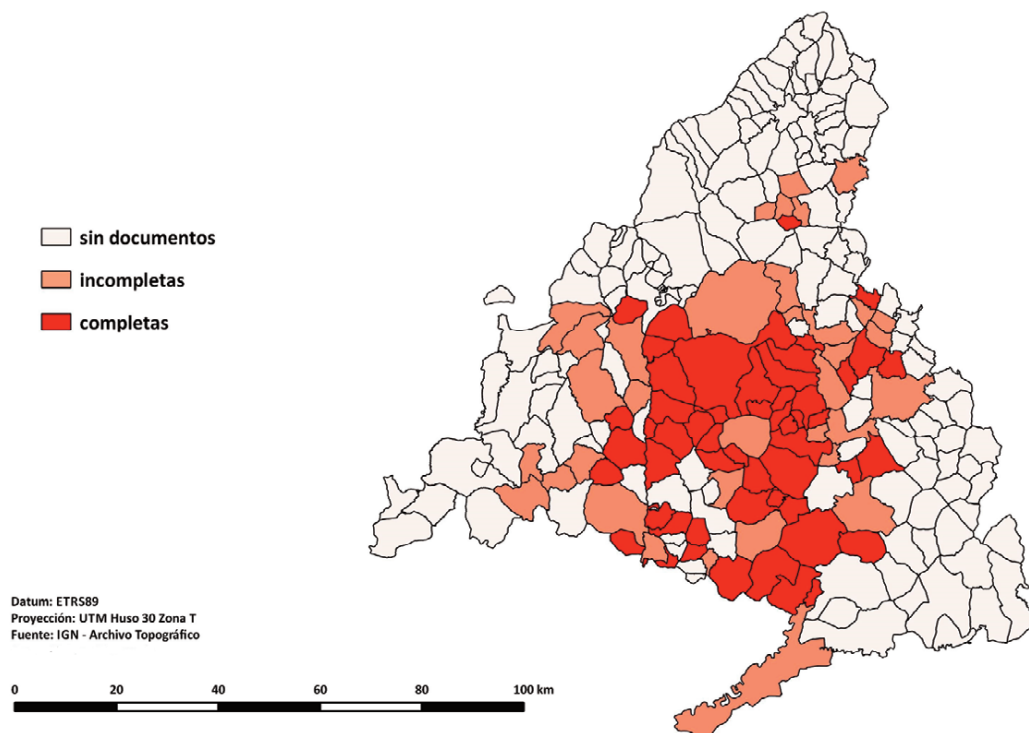 sin documentos
incompletas
completas
Datum: ETRS89
Proyección: UTM Huso 30 Zona T
Fuente: IGN - Archivo Topográfico
0 20 40 60 80 100 km